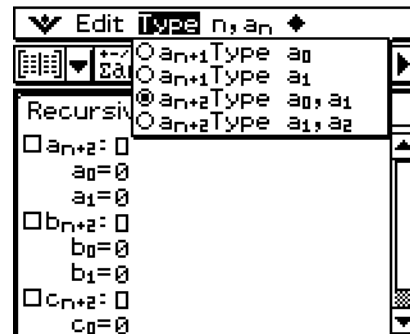 Edit Type n,aₙ
Σaₙ aₙ₊₁Type a₀
aₙ₊₁Type a₁
aₙ₊₂Type a₀,a₁
aₙ₊₂Type a₁,a₂
Recursiv
aₙ₊₂:
a₀=0
a₁=0
bₙ₊₂:
b₀=0
b₁=0
cₙ₊₂:
c₀=0